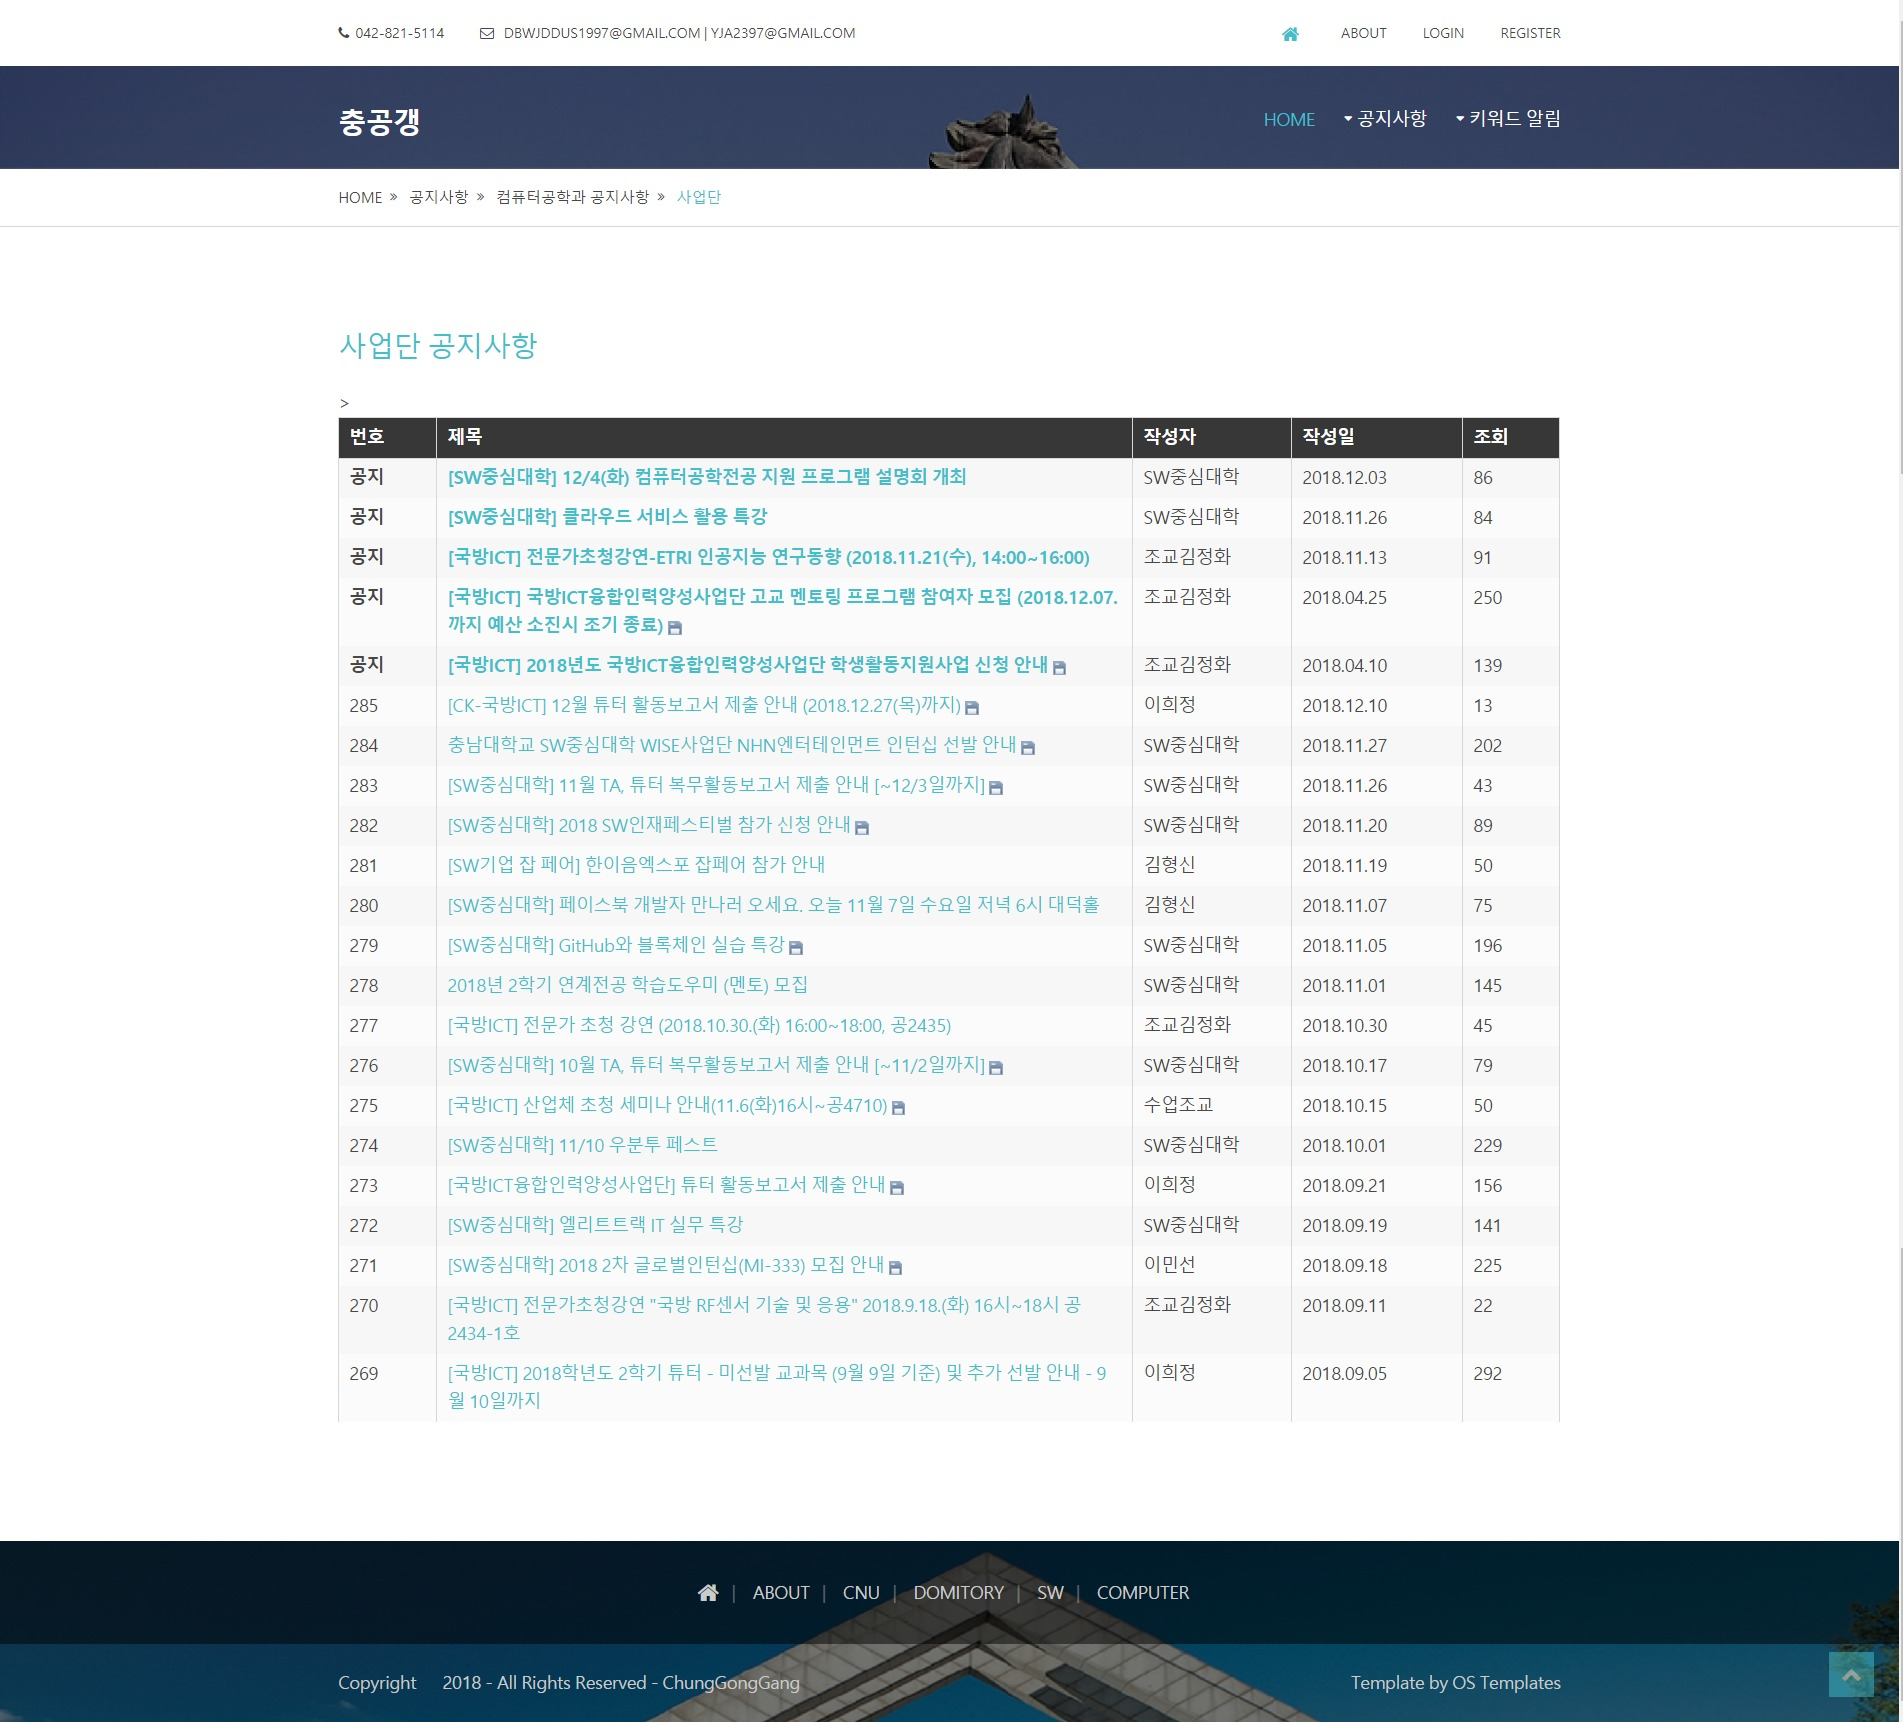 042-821-5114 DBWJDDUS1997@GMAIL.COM | YJA2397@GMAIL.COM ABOUT LOGIN REGISTER
충공갱 HOME 공지사항 키워드 알림
HOME » 공지사항 » 컴퓨터공학과 공지사항 » 사업단
사업단 공지사항
>
번호 제목 작성자 작성일 조회
공지 [SW중심대학] 12/4(화) 컴퓨터공학전공 지원 프로그램 설명회 개최 SW중심대학 2018.12.03 86
공지 [SW중심대학] 클라우드 서비스 활용 특강 SW중심대학 2018.11.26 84
공지 [국방ICT] 전문가초청강연-ETRI 인공지능 연구동향 (2018.11.21(수), 14:00~16:00) 조교김정화 2018.11.13 91
공지 [국방ICT] 국방ICT융합인력양성사업단 고교 멘토링 프로그램 참여자 모집 (2018.12.07. 조교김정화 2018.04.25 250
까지 예산 소진시 조기 종료)
공지 [국방ICT] 2018년도 국방ICT융합인력양성사업단 학생활동지원사업 신청 안내 조교김정화 2018.04.10 139
285 [CK-국방ICT] 12월 튜터 활동보고서 제출 안내 (2018.12.27(목)까지) 이희정 2018.12.10 13
284 충남대학교 SW중심대학 WISE사업단 NHN엔터테인먼트 인턴십 선발 안내 SW중심대학 2018.11.27 202
283 [SW중심대학] 11월 TA, 튜터 복무활동보고서 제출 안내 [~12/3일까지] SW중심대학 2018.11.26 43
282 [SW중심대학] 2018 SW인재페스티벌 참가 신청 안내 SW중심대학 2018.11.20 89
281 [SW기업 잡 페어] 한이음엑스포 잡페어 참가 안내 김형신 2018.11.19 50
280 [SW중심대학] 페이스북 개발자 만나러 오세요. 오늘 11월 7일 수요일 저녁 6시 대덕홀 김형신 2018.11.07 75
279 [SW중심대학] GitHub와 블록체인 실습 특강 SW중심대학 2018.11.05 196
278 2018년 2학기 연계전공 학습도우미 (멘토) 모집 SW중심대학 2018.11.01 145
277 [국방ICT] 전문가 초청 강연 (2018.10.30.(화) 16:00~18:00, 공2435) 조교김정화 2018.10.30 45
276 [SW중심대학] 10월 TA, 튜터 복무활동보고서 제출 안내 [~11/2일까지] SW중심대학 2018.10.17 79
275 [국방ICT] 산업체 초청 세미나 안내(11.6(화)16시~공4710) 수업조교 2018.10.15 50
274 [SW중심대학] 11/10 우분투 페스트 SW중심대학 2018.10.01 229
273 [국방ICT융합인력양성사업단] 튜터 활동보고서 제출 안내 이희정 2018.09.21 156
272 [SW중심대학] 엘리트트랙 IT 실무 특강 SW중심대학 2018.09.19 141
271 [SW중심대학] 2018 2차 글로벌인턴십(MI-333) 모집 안내 이민선 2018.09.18 225
270 [국방ICT] 전문가초청강연 "국방 RF센서 기술 및 응용" 2018.9.18.(화) 16시~18시 공 조교김정화 2018.09.11 22
2434-1호
269 [국방ICT] 2018학년도 2학기 튜터 - 미선발 교과목 (9월 9일 기준) 및 추가 선발 안내 - 9 이희정 2018.09.05 292
월 10일까지
| ABOUT | CNU | DOMITORY | SW | COMPUTER
Copyright 2018 - All Rights Reserved - ChungGongGang Template by OS Templates